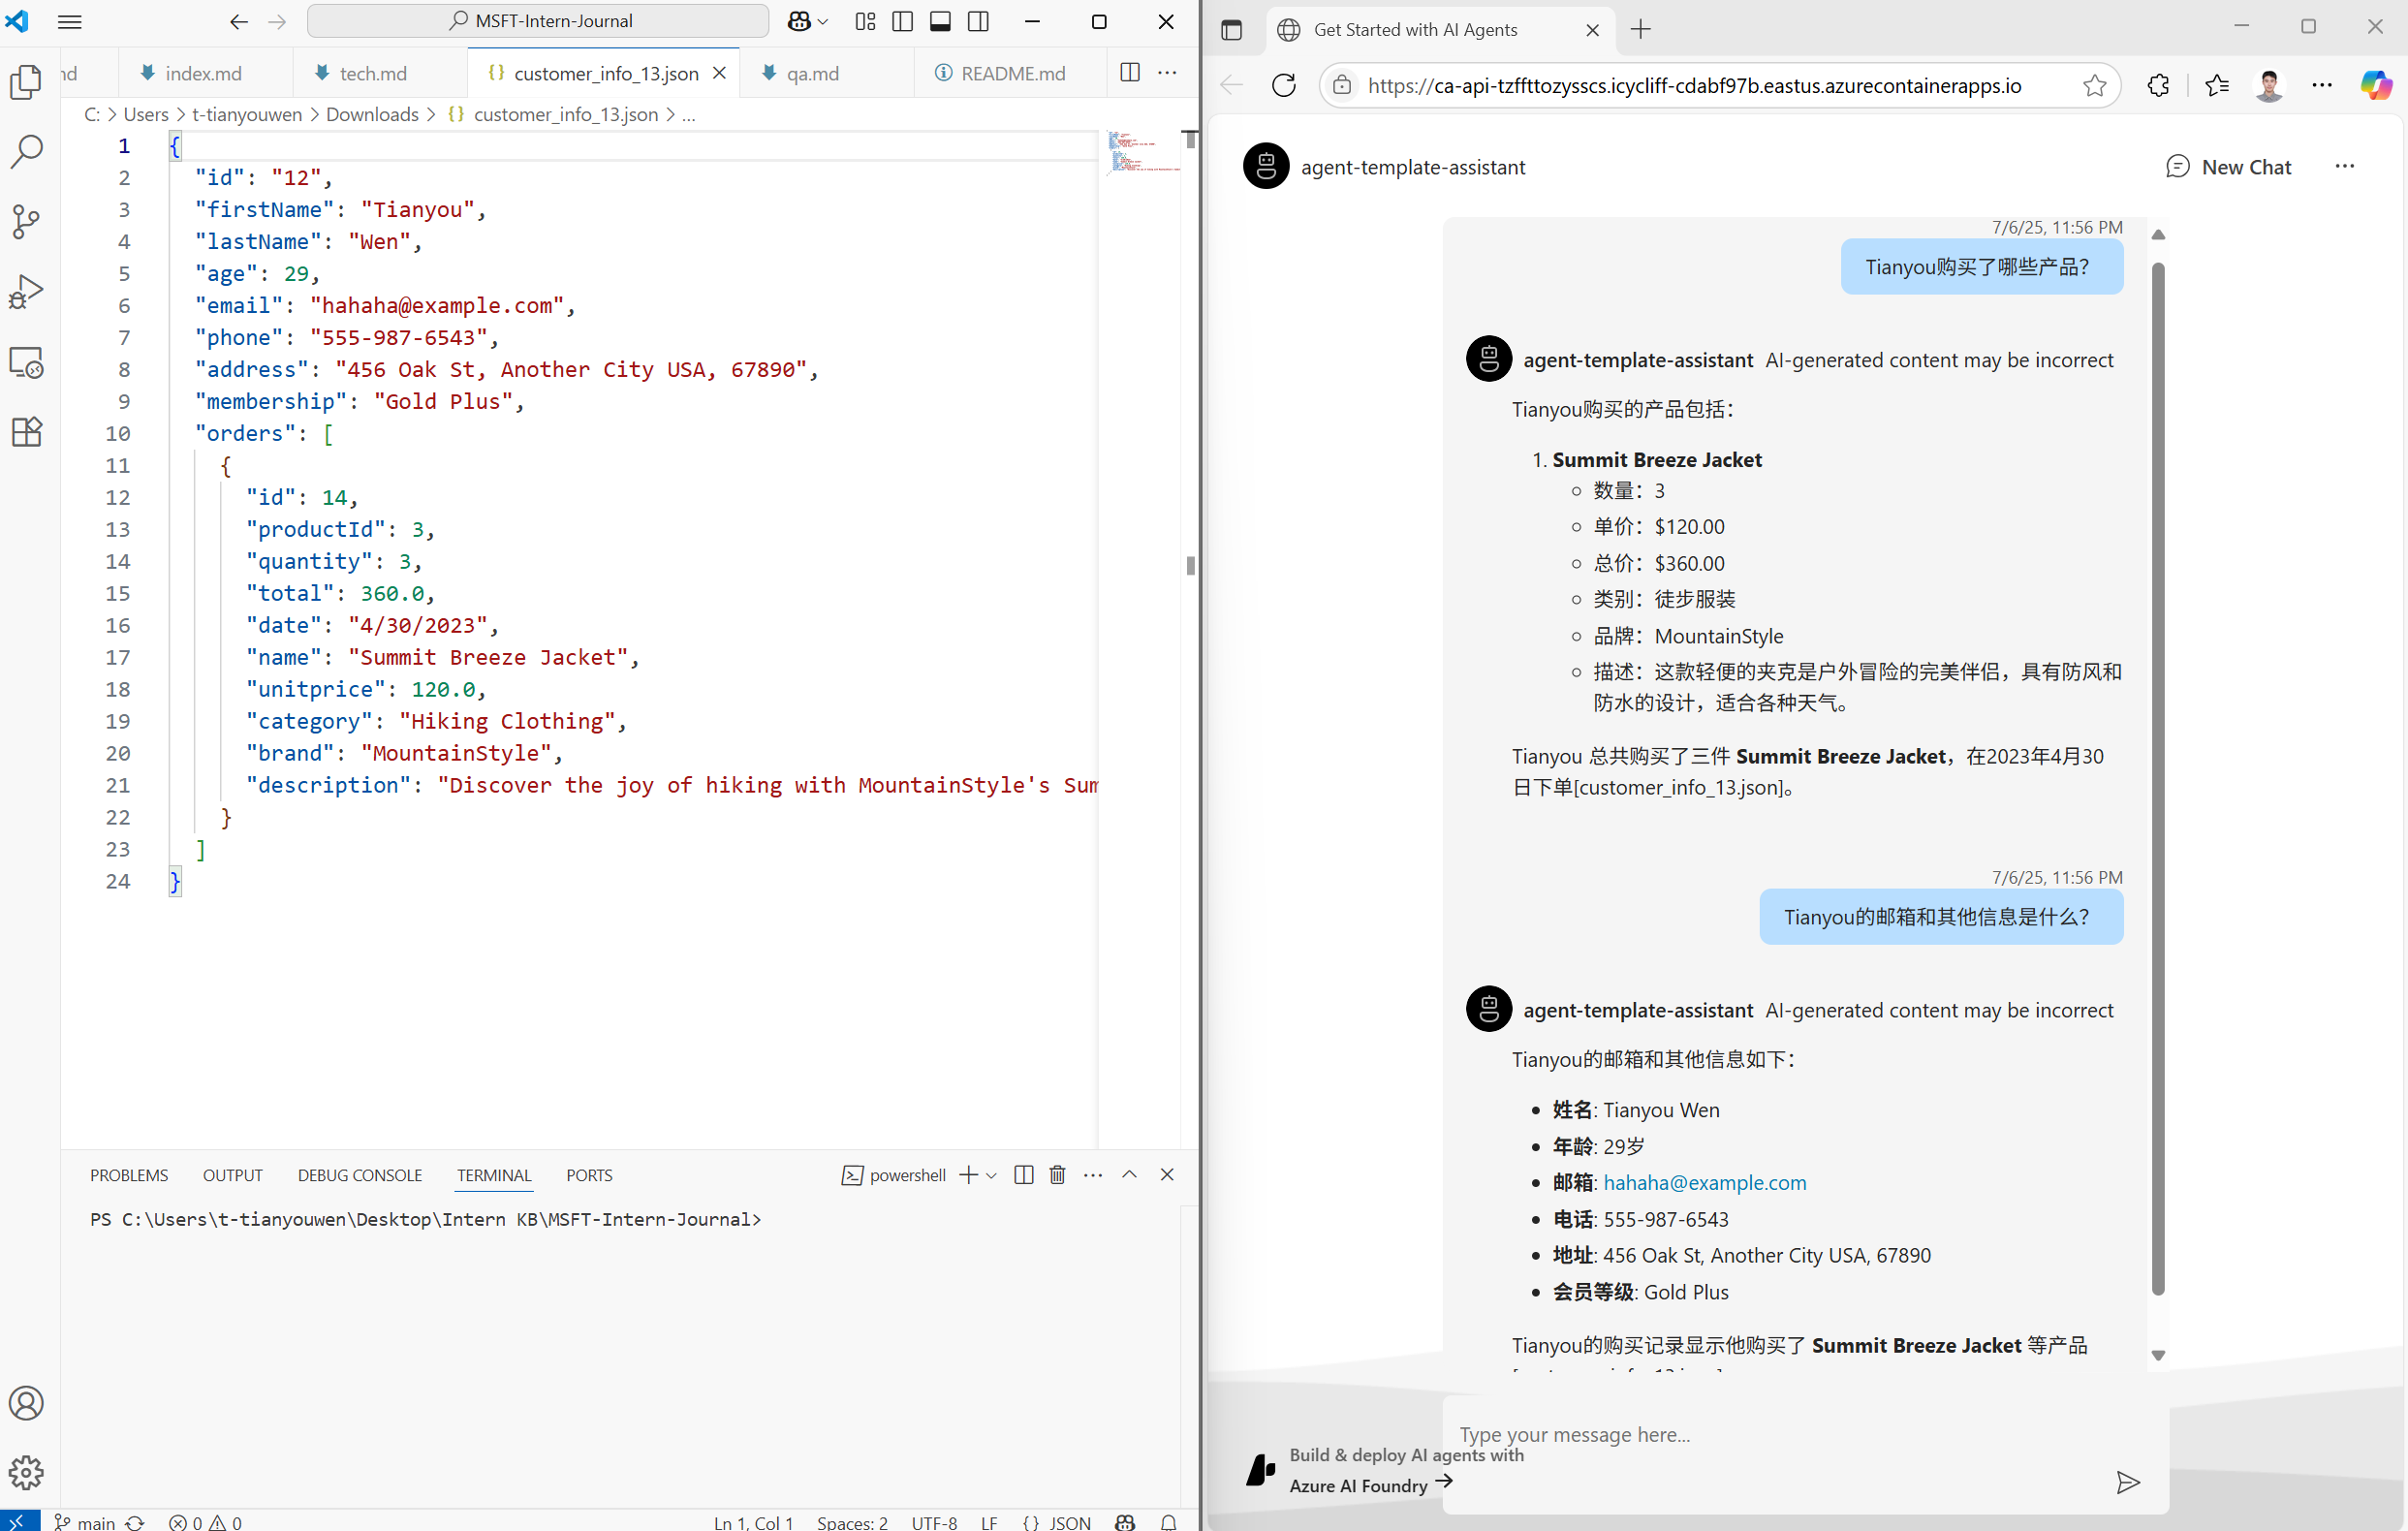 MSFT-Intern-Journal
index.md
tech.md
{} customer_info_13.json
qa.md
README.md
C: > Users > t-tianyouwen > Downloads > {} customer_info_13.json > ...
1 {
2 "id": "12",
3 "firstName": "Tianyou",
4 "lastName": "Wen",
5 "age": 29,
6 "email": "hahaha@example.com",
7 "phone": "555-987-6543",
8 "address": "456 Oak St, Another City USA, 67890",
9 "membership": "Gold Plus",
10 "orders": [
11 {
12 "id": 14,
13 "productId": 3,
14 "quantity": 3,
15 "total": 360.0,
16 "date": "4/30/2023",
17 "name": "Summit Breeze Jacket",
18 "unitprice": 120.0,
19 "category": "Hiking Clothing",
20 "brand": "MountainStyle",
21 "description": "Discover the joy of hiking with MountainStyle's Sum
22 }
23 ]
24 }
PROBLEMS OUTPUT DEBUG CONSOLE TERMINAL PORTS
powershell
PS C:\Users\t-tianyouwen\Desktop\Intern KB\MSFT-Intern-Journal>
main 0 0
Ln 1, Col 1 Spaces: 2 UTF-8 LF {} JSON
Get Started with AI Agents
https://ca-api-tzffttozysscs.icycliff-cdabf97b.eastus.azurecontainerapps.io
agent-template-assistant
New Chat
7/6/25, 11:56 PM
Tianyou购买了哪些产品？
agent-template-assistant AI-generated content may be incorrect
Tianyou购买的产品包括：
1. Summit Breeze Jacket
数量：3
单价：$120.00
总价：$360.00
类别：徒步服装
品牌：MountainStyle
描述：这款轻便的夹克是户外冒险的完美伴侣，具有防风和
防水的设计，适合各种天气。
Tianyou 总共购买了三件 Summit Breeze Jacket，在2023年4月30
日下单[customer_info_13.json]。
7/6/25, 11:56 PM
Tianyou的邮箱和其他信息是什么？
agent-template-assistant AI-generated content may be incorrect
Tianyou的邮箱和其他信息如下：
姓名: Tianyou Wen
年龄: 29岁
邮箱: hahaha@example.com
电话: 555-987-6543
地址: 456 Oak St, Another City USA, 67890
会员等级: Gold Plus
Tianyou的购买记录显示他购买了 Summit Breeze Jacket 等产品
Type your message here...
Build & deploy AI agents with
Azure AI Foundry